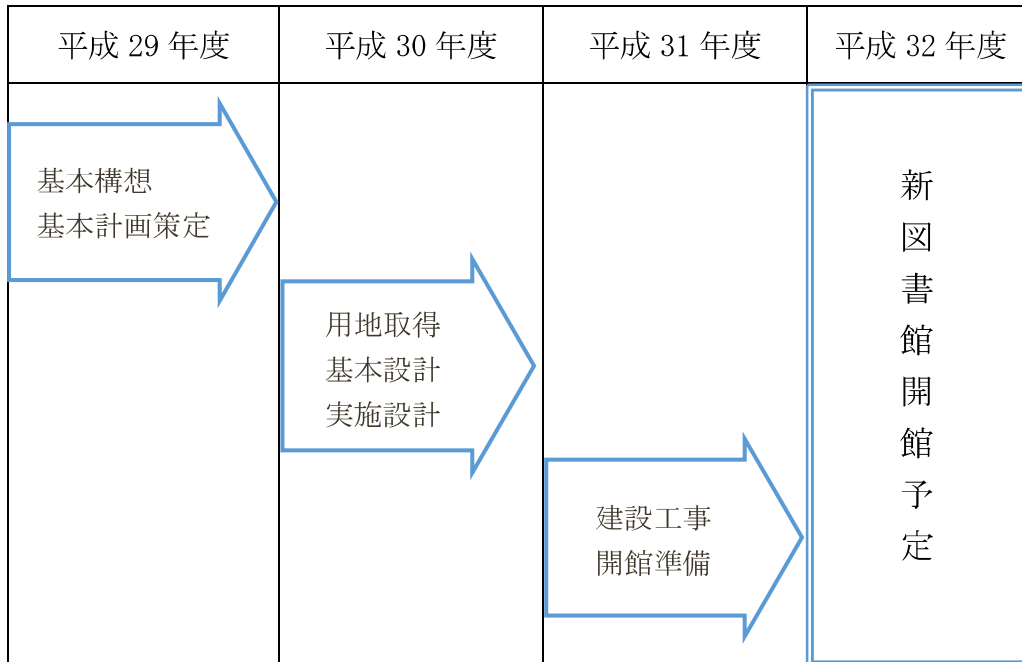 平成 29 年度
平成 30 年度
平成 31 年度
平成 32 年度
基本構想
基本計画策定
用地取得
基本設計
実施設計
建設工事
開館準備
新図書館開館予定